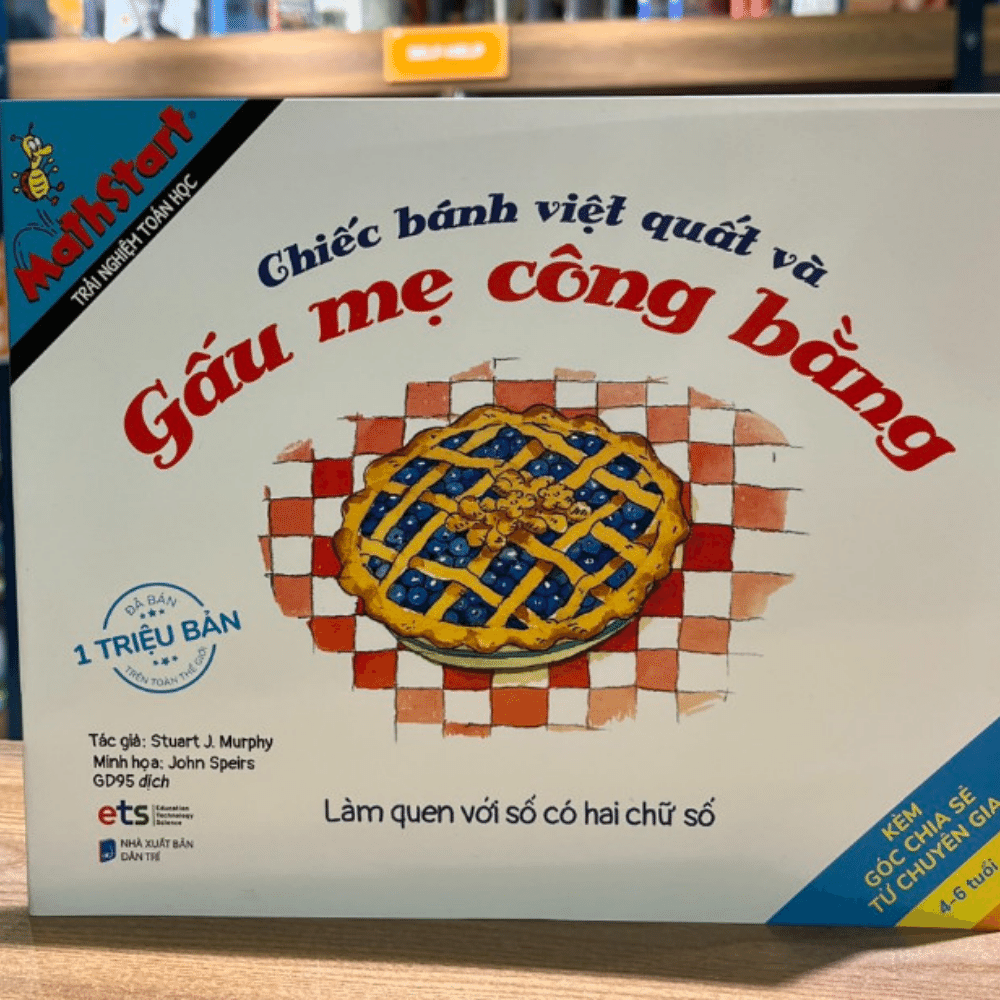 SELF HELP
MathStart®
TRẢI NGHIỆM TOÁN HỌC
Chiếc bánh việt quất và
Gấu mẹ công bằng
ĐÃ BÁN
1 TRIỆU BẢN
TRÊN TOÀN THẾ GIỚI
Tác giả: Stuart J. Murphy
Minh họa: John Speirs
GD95 dịch
ets Education
Technology
Science
NHÀ XUẤT BẢN
DÂN TRÍ
Làm quen với số có hai chữ số
KÈM
GÓC CHIA SẺ
TỪ CHUYÊN GIA
4-6 tuổi